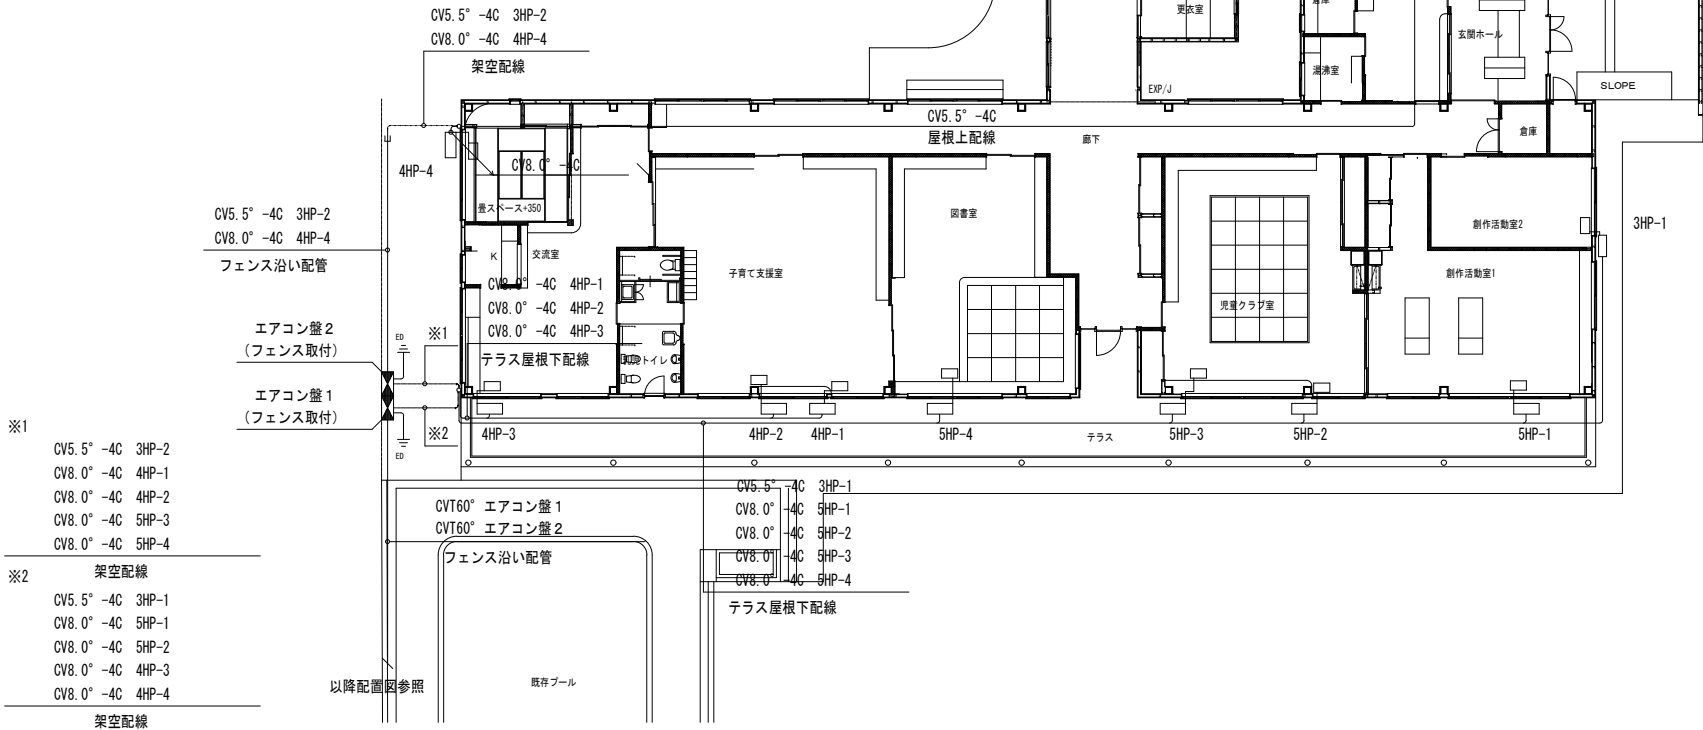 CV5.5°-4C 3HP-2
CV8.0°-4C 4HP-4
架空配線
更衣室
倉庫
玄関ホール
湯沸室
EXP/J
SLOPE
CV5.5°-4C
屋根上配線
廊下
倉庫
4HP-4
CV8.0°-4C
畳スペース+350
CV5.5°-4C 3HP-2
CV8.0°-4C 4HP-4
フェンス沿い配管
K
交流室
子育て支援室
図書室
児童クラブ室
創作活動室2
創作活動室1
3HP-1
CV8.0°-4C 4HP-1
CV8.0°-4C 4HP-2
CV8.0°-4C 4HP-3
テラス屋根下配線
トイレ
エアコン盤2
(フェンス取付)
ED
※1
エアコン盤1
(フェンス取付)
※2
ED
4HP-3
4HP-2
4HP-1
5HP-4
テラス
5HP-3
5HP-2
5HP-1
※1
CV5.5°-4C 3HP-2
CV8.0°-4C 4HP-1
CV8.0°-4C 4HP-2
CV8.0°-4C 5HP-3
CV8.0°-4C 5HP-4
架空配線
※2
CV5.5°-4C 3HP-1
CV8.0°-4C 5HP-1
CV8.0°-4C 5HP-2
CV8.0°-4C 4HP-3
CV8.0°-4C 4HP-4
架空配線
CVT60°エアコン盤1
CVT60°エアコン盤2
フェンス沿い配管
CV5.5°-4C 3HP-1
CV8.0°-4C 5HP-1
CV8.0°-4C 5HP-2
CV8.0°-4C 5HP-3
CV8.0°-4C 5HP-4
テラス屋根下配線
以降配置図参照
既存プール